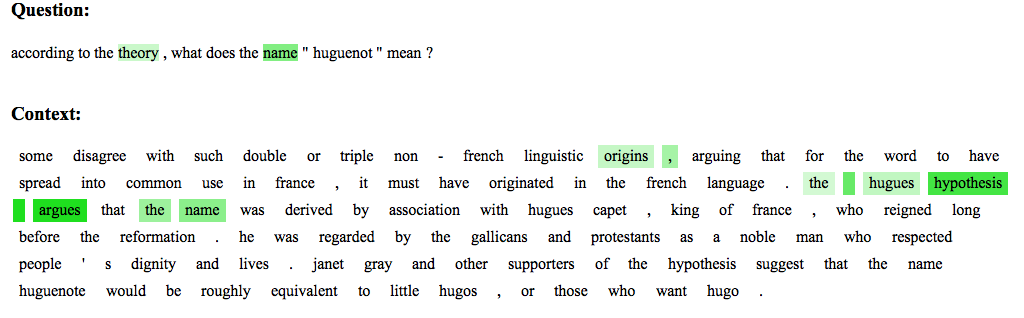 Question:
according to the theory , what does the name " huguenot " mean ?
Context:
some disagree with such double or triple non - french linguistic origins , arguing that for the word to have
spread into common use in france , it must have originated in the french language . the hugues hypothesis
argues that the name was derived by association with hugues capet , king of france , who reigned long
before the reformation . he was regarded by the gallicans and protestants as a noble man who respected
people ' s dignity and lives . janet gray and other supporters of the hypothesis suggest that the name
huguenote would be roughly equivalent to little hugos , or those who want hugo .